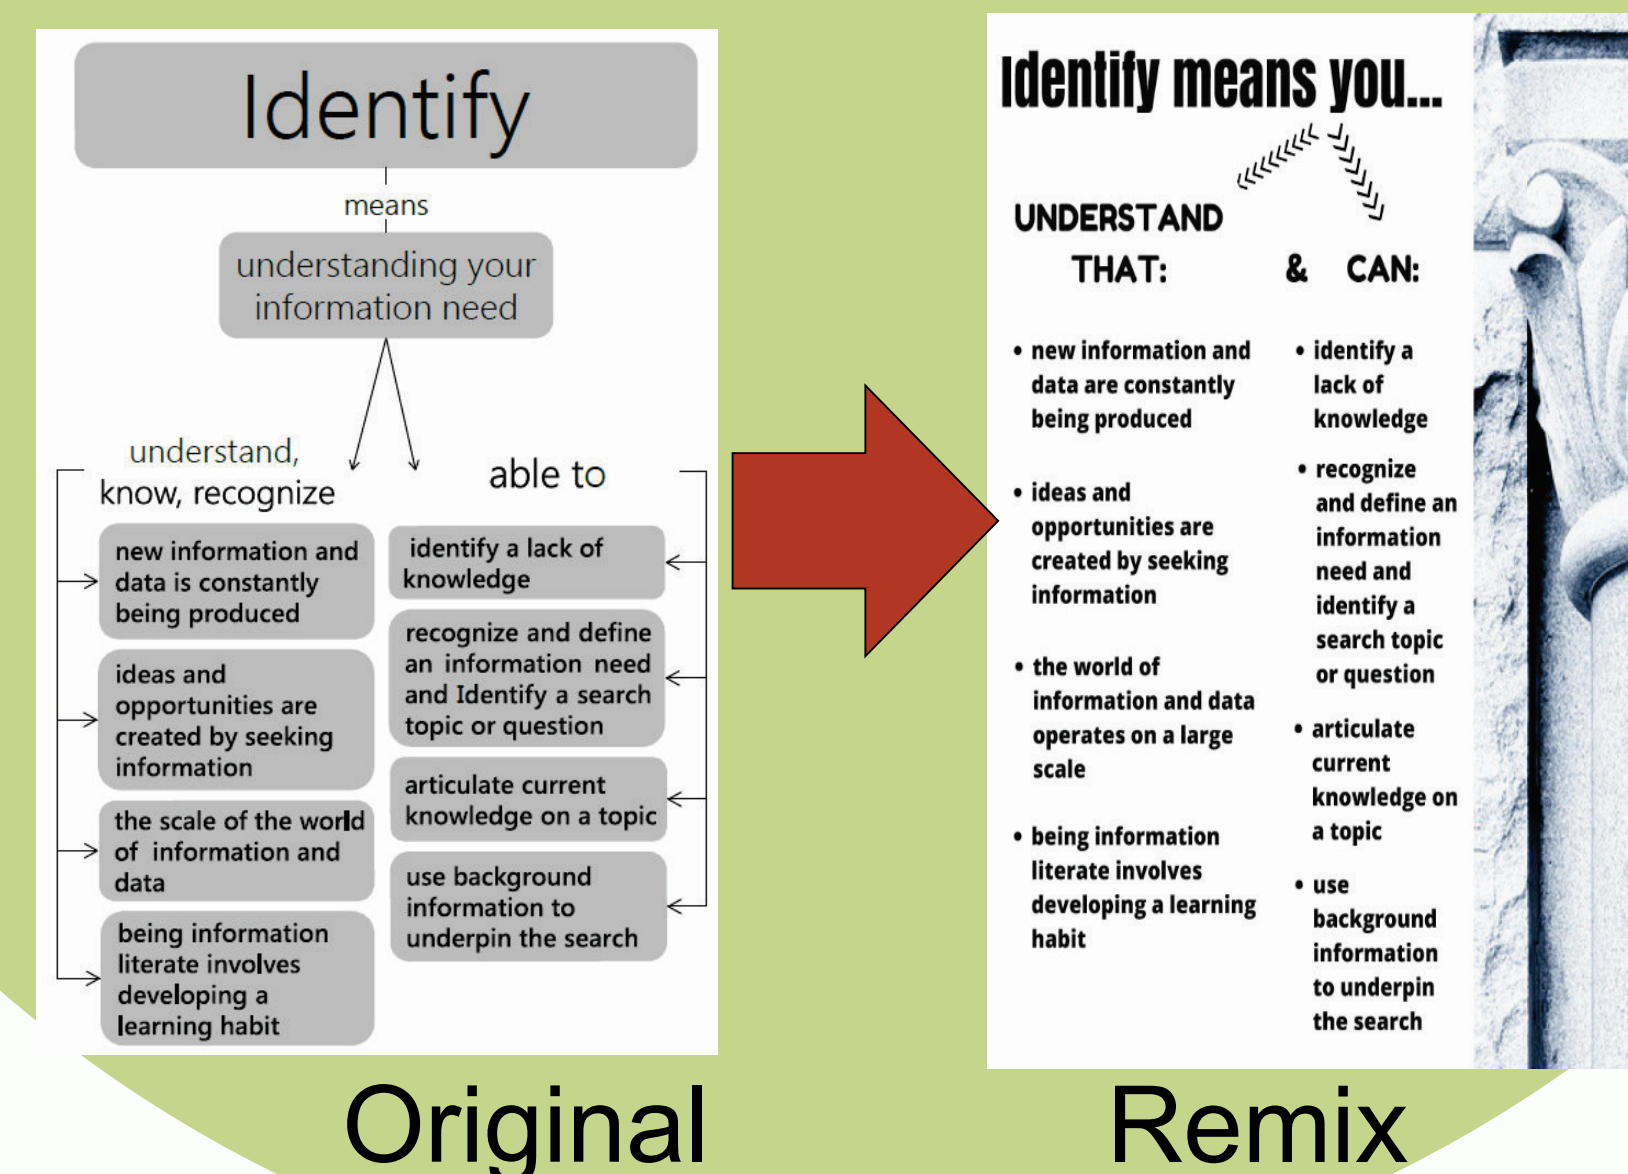 Identify
means
understanding your
information need
understand,
know, recognize
new information and
data is constantly
being produced
ideas and
opportunities are
created by seeking
information
the scale of the world
of information and
data
being information
literate involves
developing a
learning habit
able to
identify a lack of
knowledge
recognize and define
an information need
and Identify a search
topic or question
articulate current
knowledge on a topic
use background
information to
underpin the search
Original
Identify means you...
UNDERSTAND
THAT:
new information and
data are constantly
being produced
• ideas and
opportunities are
created by seeking
information
• the world of
information and data
operates on a large
scale
• being information
literate involves
developing a learning
habit
& CAN:
• identify a
lack of
knowledge
• recognize
and define an
information
need and
identify a
search topic
or question
• articulate
current
knowledge on
a topic
• use
background
information
to underpin
the search
Remix